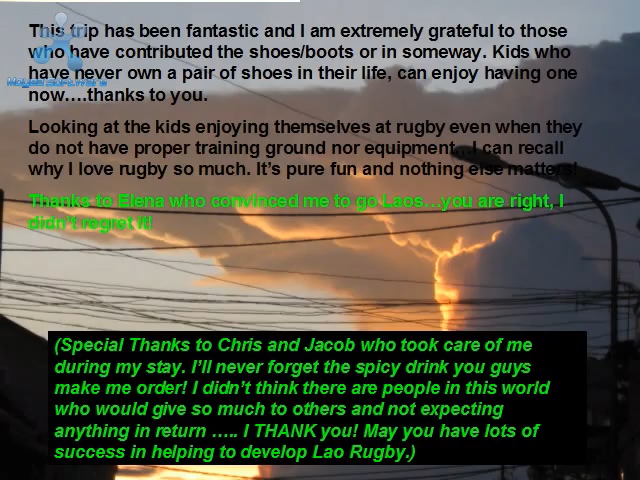 This trip has been fantastic and I am extremely grateful to those
who have contributed the shoes/boots or in someway. Kids who
have never own a pair of shoes in their life, can enjoy having one
now….thanks to you.
Looking at the kids enjoying themselves at rugby even when they
do not have proper training ground nor equipment…I can recall
why I love rugby so much. It's pure fun and nothing else matters!
Thanks to Elena who convinced me to go Laos…you are right, I
didn't regret it!
(Special Thanks to Chris and Jacob who took care of me
during my stay. I'll never forget the spicy drink you guys
make me order! I didn't think there are people in this world
who would give so much to others and not expecting
anything in return ….. I THANK you! May you have lots of
success in helping to develop Lao Rugby.)